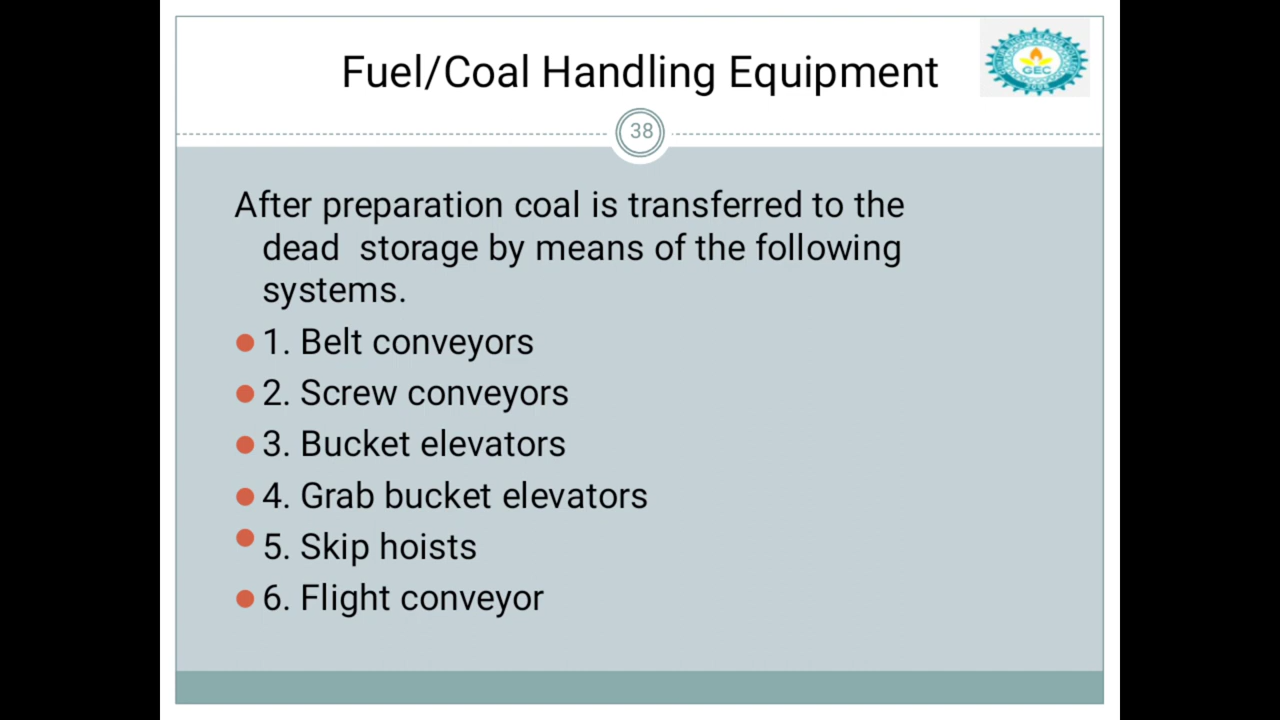 Fuel/Coal Handling Equipment
GEC
38
After preparation coal is transferred to the
dead storage by means of the following
systems.
1. Belt conveyors
2. Screw conveyors
3. Bucket elevators
4. Grab bucket elevators
5. Skip hoists
6. Flight conveyor